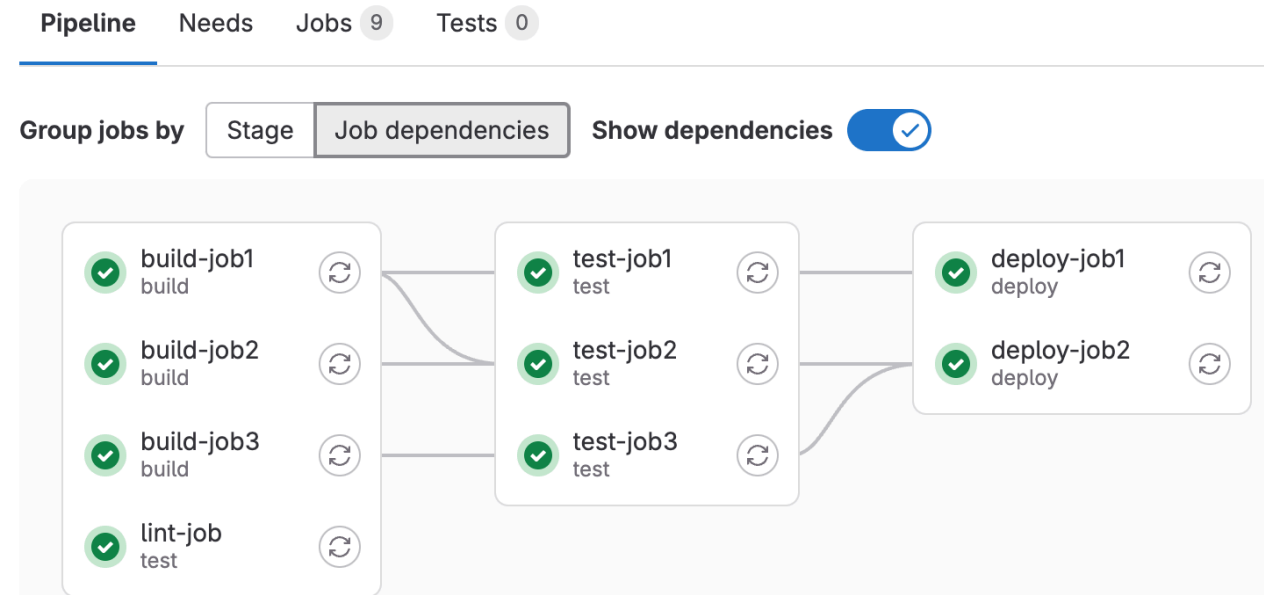 Pipeline Needs Jobs 9 Tests 0
Group jobs by Stage Job dependencies Show dependencies
build-job1
build
build-job2
build
build-job3
build
lint-job
test
test-job1
test
test-job2
test
test-job3
test
deploy-job1
deploy
deploy-job2
deploy